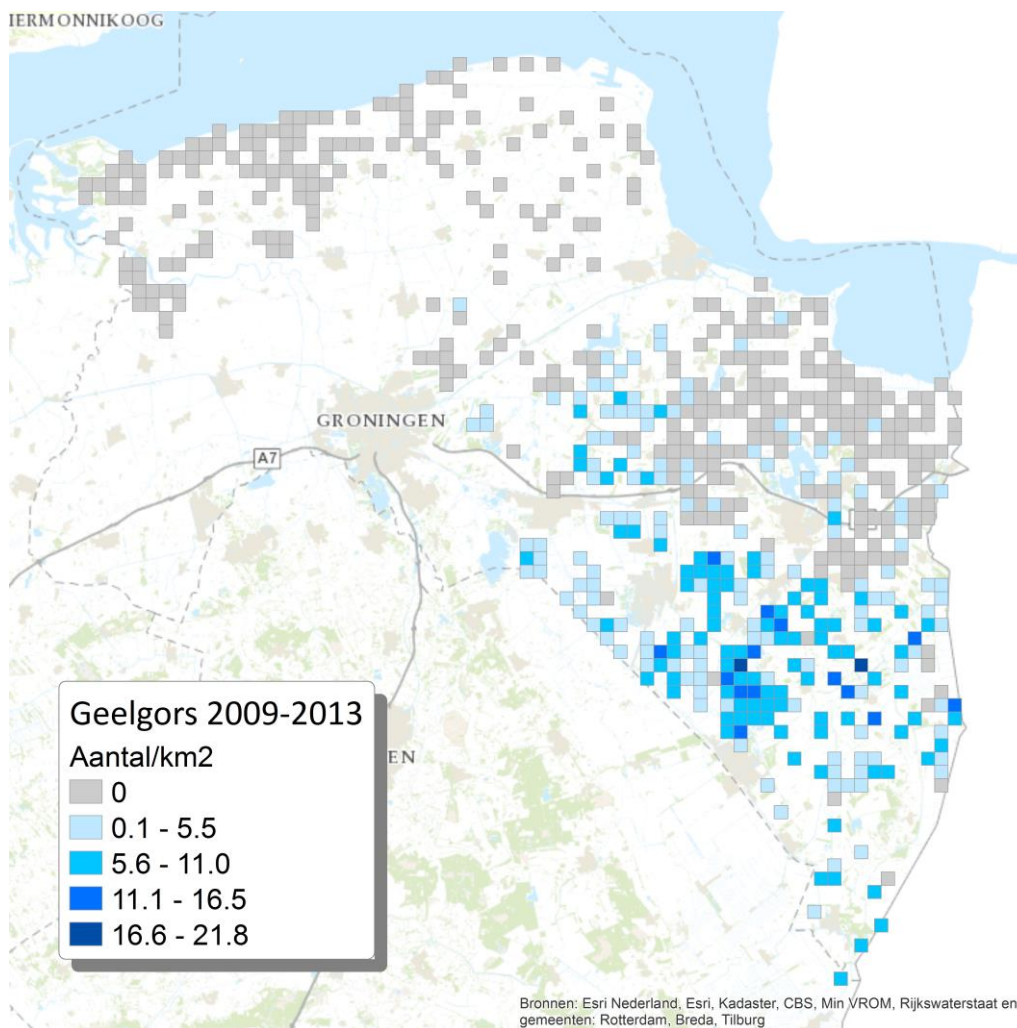 IERMONNIKOOG
GRONINGEN
A7
Geelgors 2009-2013
Aantal/km2
0
0.1 - 5.5
5.6 - 11.0
11.1 - 16.5
16.6 - 21.8
EN
Bronnen: Esri Nederland, Esri, Kadaster, CBS, Min VROM, Rijkswaterstaat en
gemeenten: Rotterdam, Breda, Tilburg